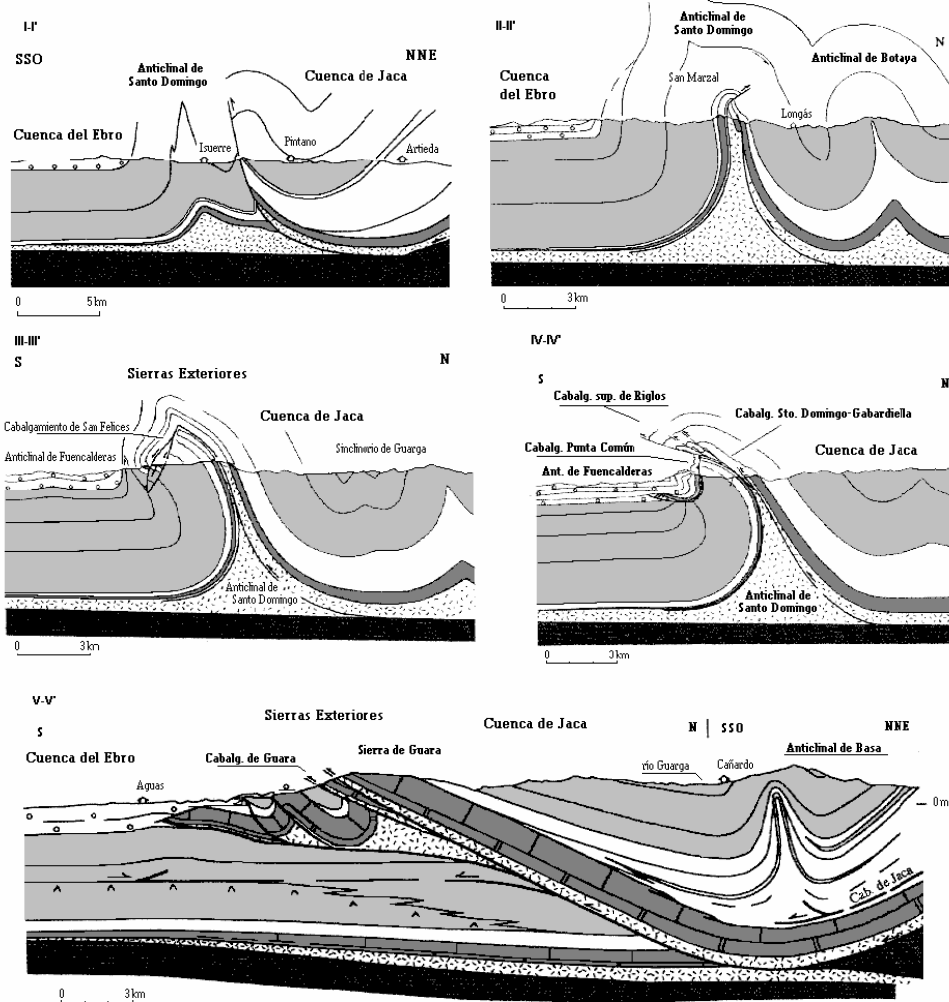 I-I'
SSO
NNE
Anticlinal de
Santo Domingo
Cuenca de Jaca
Cuenca del Ebro
Isuerre
Pintano
Artieda
0 5 km
II-II'
N
Anticlinal de
Santo Domingo
Anticlinal de Botaya
Cuenca
del Ebro
San Marzal
Longás
0 3 km
III-III'
S
N
Sierras Exteriores
Cuenca de Jaca
Cabalgamiento de San Felices
Anticlinal de Fuencalderas
Sinclinorio de Guarga
Anticlinal de
Santo Domingo
0 3 km
IV-IV'
S
N
Cabalg. sup. de Riglos
Cabalg. Sto. Domingo-Gabardiella
Cabalg. Punta Común
Cuenca de Jaca
Ant. de Fuencalderas
Anticlinal de
Santo Domingo
0 3 km
V-V'
S
Sierras Exteriores
Cuenca de Jaca
N | SSO
NNE
Cuenca del Ebro
Cabalg. de Guara
Sierra de Guara
Anticlinal de Basa
Aguas
río Guarga
Cañardo
0 m
Cab. de Jaca
0 3 km